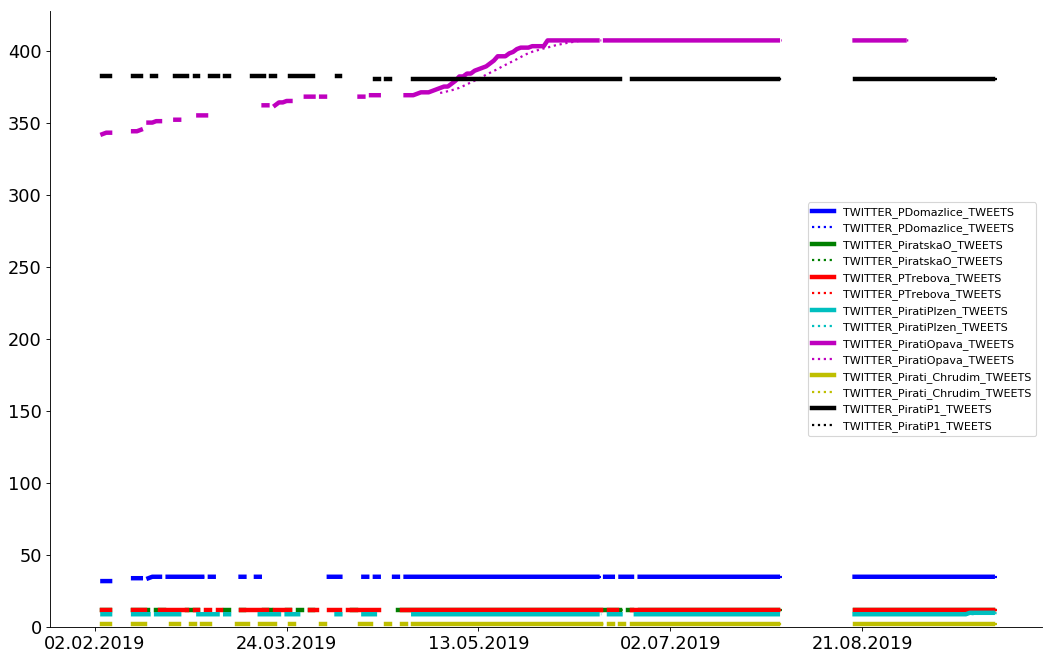 400
350
300
250
200
150
100
50
0
TWITTER_PDomazlice_TWEETS
TWITTER_PDomazlice_TWEETS
TWITTER_PiratskaO_TWEETS
TWITTER_PiratskaO_TWEETS
TWITTER_PTrebova_TWEETS
TWITTER_PTrebova_TWEETS
TWITTER_PiratiPlzen_TWEETS
TWITTER_PiratiPlzen_TWEETS
TWITTER_PiratiOpava_TWEETS
TWITTER_PiratiOpava_TWEETS
TWITTER_Pirati_Chrudim_TWEETS
TWITTER_Pirati_Chrudim_TWEETS
TWITTER_PiratiP1_TWEETS
TWITTER_PiratiP1_TWEETS
02.02.2019 24.03.2019 13.05.2019 02.07.2019 21.08.2019